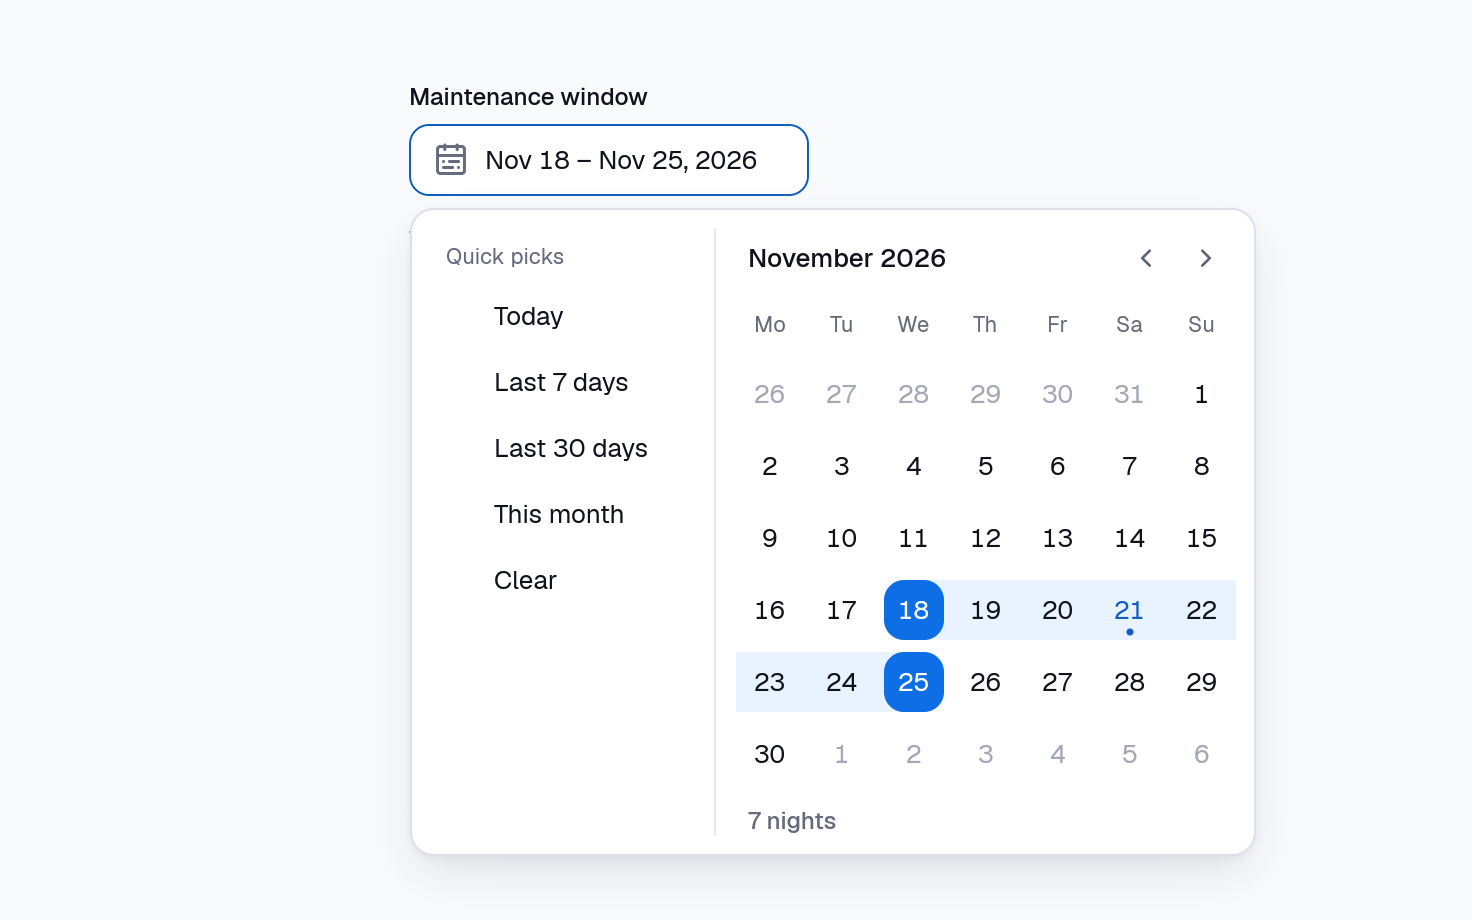 Maintenance window
Nov 18 – Nov 25, 2026
Quick picks
Today
Last 7 days
Last 30 days
This month
Clear
November 2026
Mo Tu We Th Fr Sa Su
26 27 28 29 30 31 1
2 3 4 5 6 7 8
9 10 11 12 13 14 15
16 17 18 19 20 21 22
23 24 25 26 27 28 29
30 1 2 3 4 5 6
7 nights